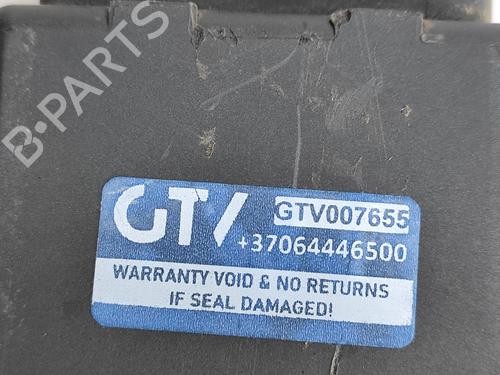 B-PARTS
GTV
GTV007655
+37064446500
WARRANTY VOID & NO RETURNS
IF SEAL DAMAGED!